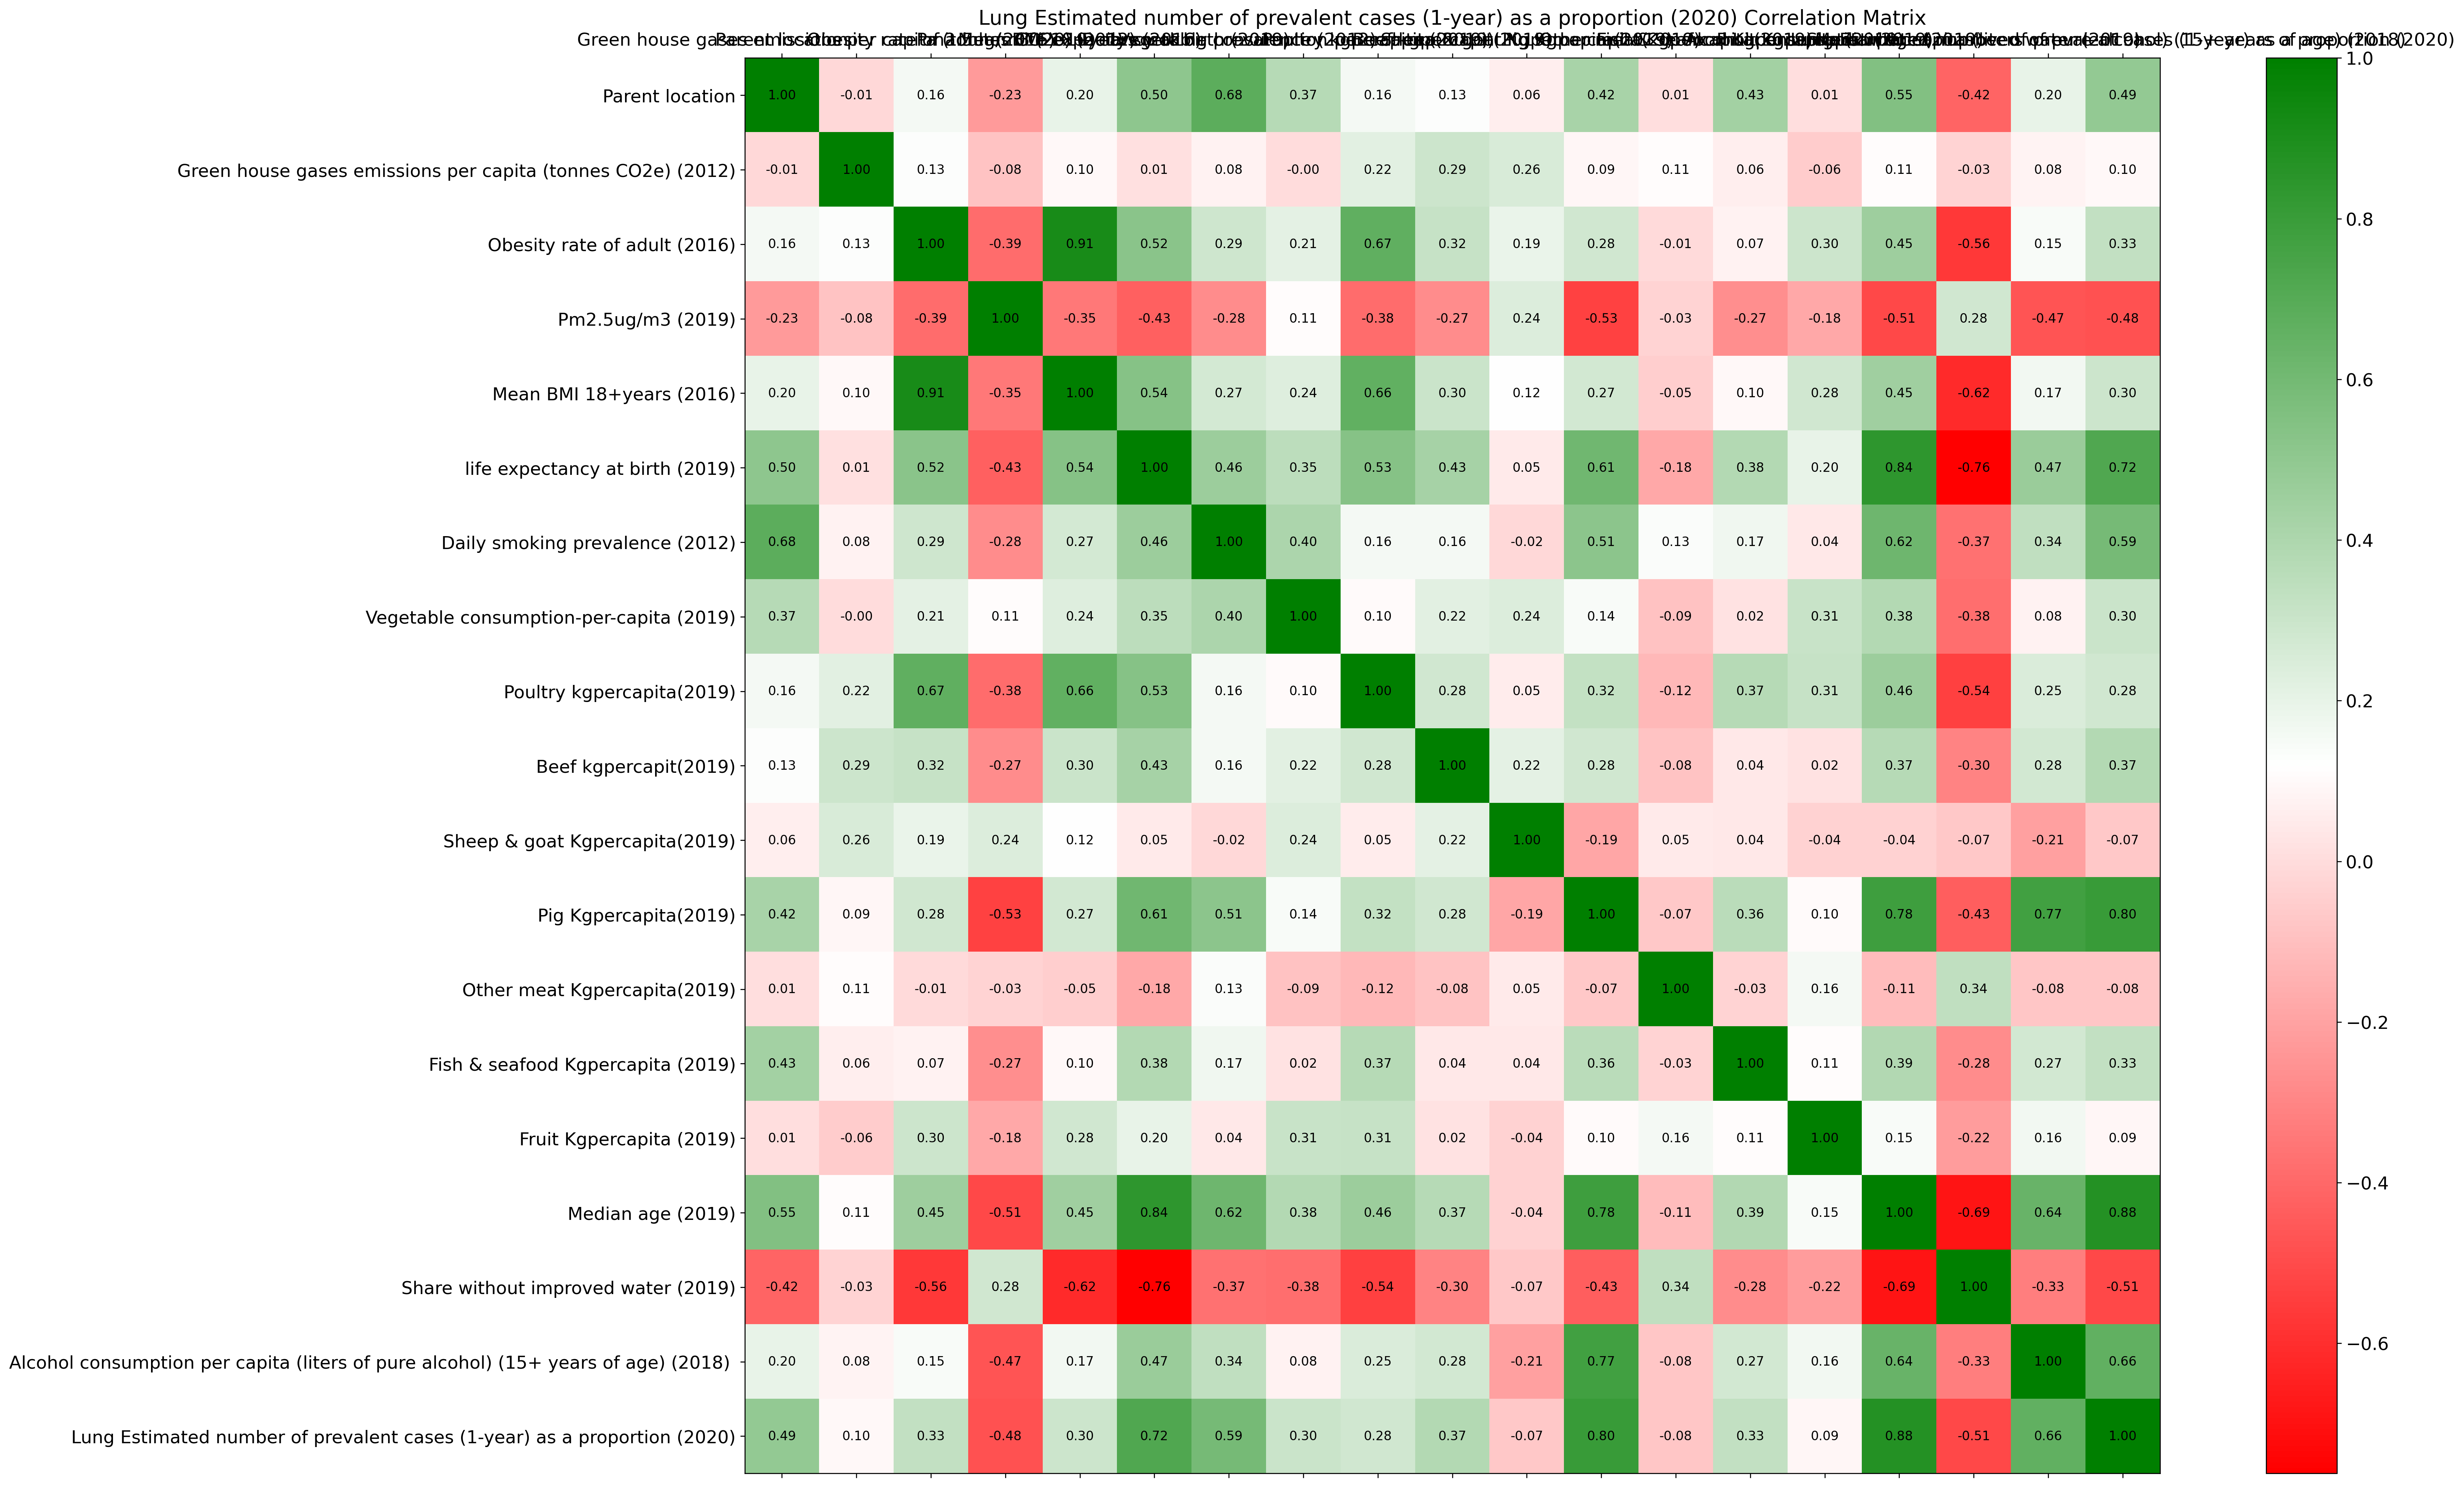 Lung Estimated number of prevalent cases (1-year) as a proportion (2020) Correlation Matrix
Parent location 1.00 -0.01 0.16 -0.23 0.20 0.50 0.68 0.37 0.16 0.13 0.06 0.42 0.01 0.43 0.01 0.55 -0.42 0.20 0.49
Green house gases emissions per capita (tonnes CO2e) (2012) -0.01 1.00 0.13 -0.08 0.10 0.01 0.08 -0.00 0.22 0.29 0.26 0.09 0.11 0.06 -0.06 0.11 -0.03 0.08 0.10
Obesity rate of adult (2016) 0.16 0.13 1.00 -0.39 0.91 0.52 0.29 0.21 0.67 0.32 0.19 0.28 -0.01 0.07 0.30 0.45 -0.56 0.15 0.33
Pm2.5ug/m3 (2019) -0.23 -0.08 -0.39 1.00 -0.35 -0.43 -0.28 0.11 -0.38 -0.27 0.24 -0.53 -0.03 -0.27 -0.18 -0.51 0.28 -0.47 -0.48
Mean BMI 18+years (2016) 0.20 0.10 0.91 -0.35 1.00 0.54 0.27 0.24 0.66 0.30 0.12 0.27 -0.05 0.10 0.28 0.45 -0.62 0.17 0.30
life expectancy at birth (2019) 0.50 0.01 0.52 -0.43 0.54 1.00 0.46 0.35 0.53 0.43 0.05 0.61 -0.18 0.38 0.20 0.84 -0.76 0.47 0.72
Daily smoking prevalence (2012) 0.68 0.08 0.29 -0.28 0.27 0.46 1.00 0.40 0.16 0.16 -0.02 0.51 0.13 0.17 0.04 0.62 -0.37 0.34 0.59
Vegetable consumption-per-capita (2019) 0.37 -0.00 0.21 0.11 0.24 0.35 0.40 1.00 0.10 0.22 0.24 0.14 -0.09 0.02 0.31 0.38 -0.38 0.08 0.30
Poultry kgpercapita(2019) 0.16 0.22 0.67 -0.38 0.66 0.53 0.16 0.10 1.00 0.28 0.05 0.32 -0.12 0.37 0.31 0.46 -0.54 0.25 0.28
Beef kgpercapit(2019) 0.13 0.29 0.32 -0.27 0.30 0.43 0.16 0.22 0.28 1.00 0.22 0.28 -0.08 0.04 0.02 0.37 -0.30 0.28 0.37
Sheep & goat Kgpercapita(2019) 0.06 0.26 0.19 0.24 0.12 0.05 -0.02 0.24 0.05 0.22 1.00 -0.19 0.05 0.04 -0.04 -0.04 -0.07 -0.21 -0.07
Pig Kgpercapita(2019) 0.42 0.09 0.28 -0.53 0.27 0.61 0.51 0.14 0.32 0.28 -0.19 1.00 -0.07 0.36 0.10 0.78 -0.43 0.77 0.80
Other meat Kgpercapita(2019) 0.01 0.11 -0.01 -0.03 -0.05 -0.18 0.13 -0.09 -0.12 -0.08 0.05 -0.07 1.00 -0.03 0.16 -0.11 0.34 -0.08 -0.08
Fish & seafood Kgpercapita (2019) 0.43 0.06 0.07 -0.27 0.10 0.38 0.17 0.02 0.37 0.04 0.04 0.36 -0.03 1.00 0.11 0.39 -0.28 0.27 0.33
Fruit Kgpercapita (2019) 0.01 -0.06 0.30 -0.18 0.28 0.20 0.04 0.31 0.31 0.02 -0.04 0.10 0.16 0.11 1.00 0.15 -0.22 0.16 0.09
Median age (2019) 0.55 0.11 0.45 -0.51 0.45 0.84 0.62 0.38 0.46 0.37 -0.04 0.78 -0.11 0.39 0.15 1.00 -0.69 0.64 0.88
Share without improved water (2019) -0.42 -0.03 -0.56 0.28 -0.62 -0.76 -0.37 -0.38 -0.54 -0.30 -0.07 -0.43 0.34 -0.28 -0.22 -0.69 1.00 -0.33 -0.51
Alcohol consumption per capita (liters of pure alcohol) (15+ years of age) (2018) 0.20 0.08 0.15 -0.47 0.17 0.47 0.34 0.08 0.25 0.28 -0.21 0.77 -0.08 0.27 0.16 0.64 -0.33 1.00 0.66
Lung Estimated number of prevalent cases (1-year) as a proportion (2020) 0.49 0.10 0.33 -0.48 0.30 0.72 0.59 0.30 0.28 0.37 -0.07 0.80 -0.08 0.33 0.09 0.88 -0.51 0.66 1.00
1.0
0.8
0.6
0.4
0.2
0.0
−0.2
−0.4
−0.6